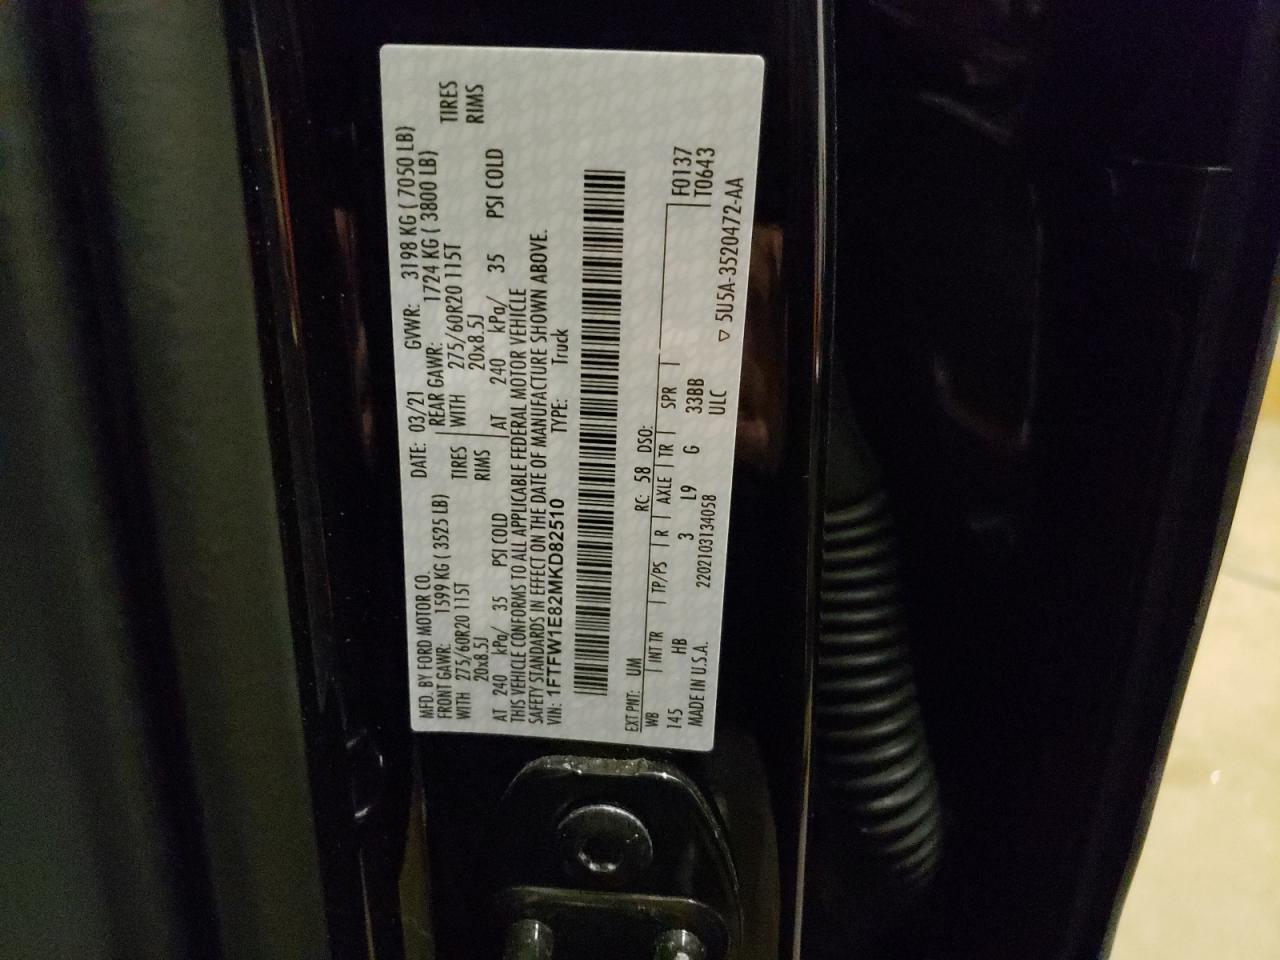 MFD. BY FORD MOTOR CO. DATE: 03/21 GVWR: 3198 KG ( 7050 LB)
FRONT GAWR: 1599 KG ( 3525 LB) REAR GAWR: 1724 KG ( 3800 LB)
WITH 275/60R20 115T TIRES WITH 275/60R20 115T TIRES
20x8.5J RIMS 20x8.5J RIMS
AT 240 kPa/ 35 PSI COLD AT 240 kPa/ 35 PSI COLD
THIS VEHICLE CONFORMS TO ALL APPLICABLE FEDERAL MOTOR VEHICLE
SAFETY STANDARDS IN EFFECT ON THE DATE OF MANUFACTURE SHOWN ABOVE.
VIN: 1FTFW1E82MKD82510 TYPE: Truck
EXT PNT: UM RC: 58 DSO:
WB INT TR TP/PS R AXLE TR SPR F0137
145 HB 3 L9 G 33BB T0643
MADE IN U.S.A. 2202103134058 ULC ▽ 5U5A-3520472-AA